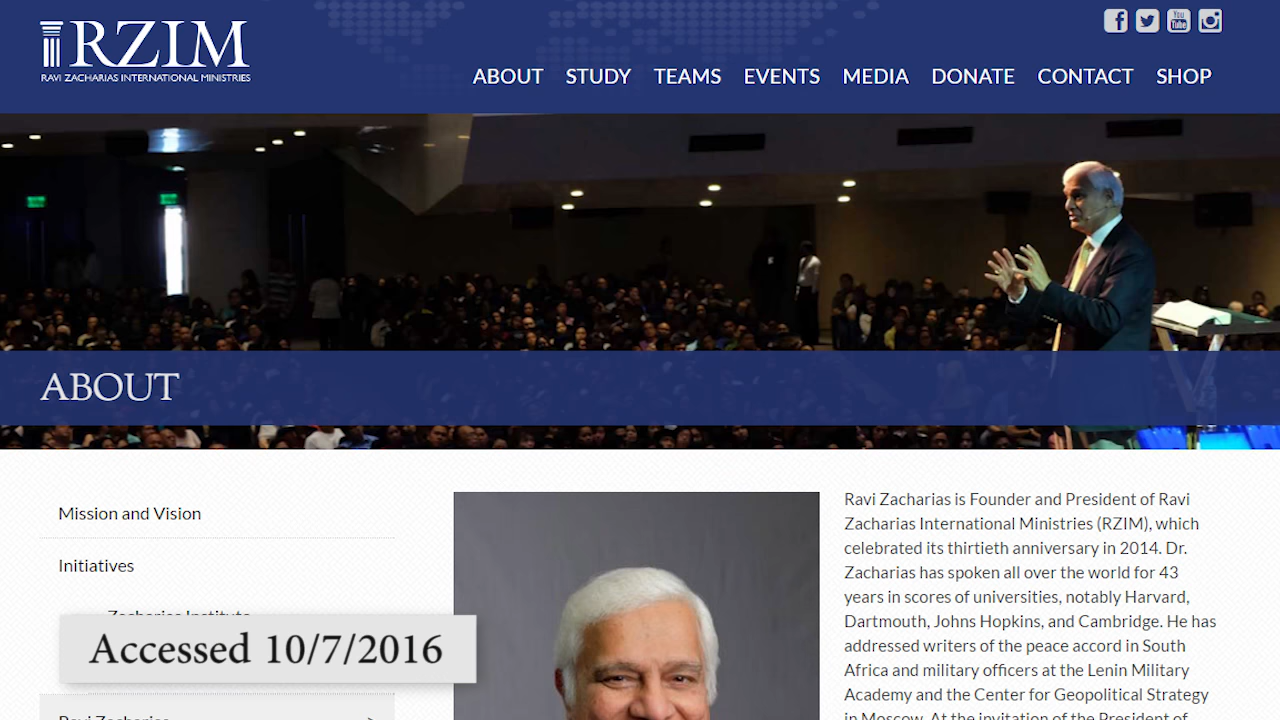 RZIM
RAVI ZACHARIAS INTERNATIONAL MINISTRIES
You
Tube
ABOUT STUDY TEAMS EVENTS MEDIA DONATE CONTACT SHOP
ABOUT
Mission and Vision
Initiatives
Zacharias Institute
Accessed 10/7/2016
Ravi Zacharias >
Ravi Zacharias is Founder and President of Ravi
Zacharias International Ministries (RZIM), which
celebrated its thirtieth anniversary in 2014. Dr.
Zacharias has spoken all over the world for 43
years in scores of universities, notably Harvard,
Dartmouth, Johns Hopkins, and Cambridge. He has
addressed writers of the peace accord in South
Africa and military officers at the Lenin Military
Academy and the Center for Geopolitical Strategy
in Moscow. At the invitation of the President of